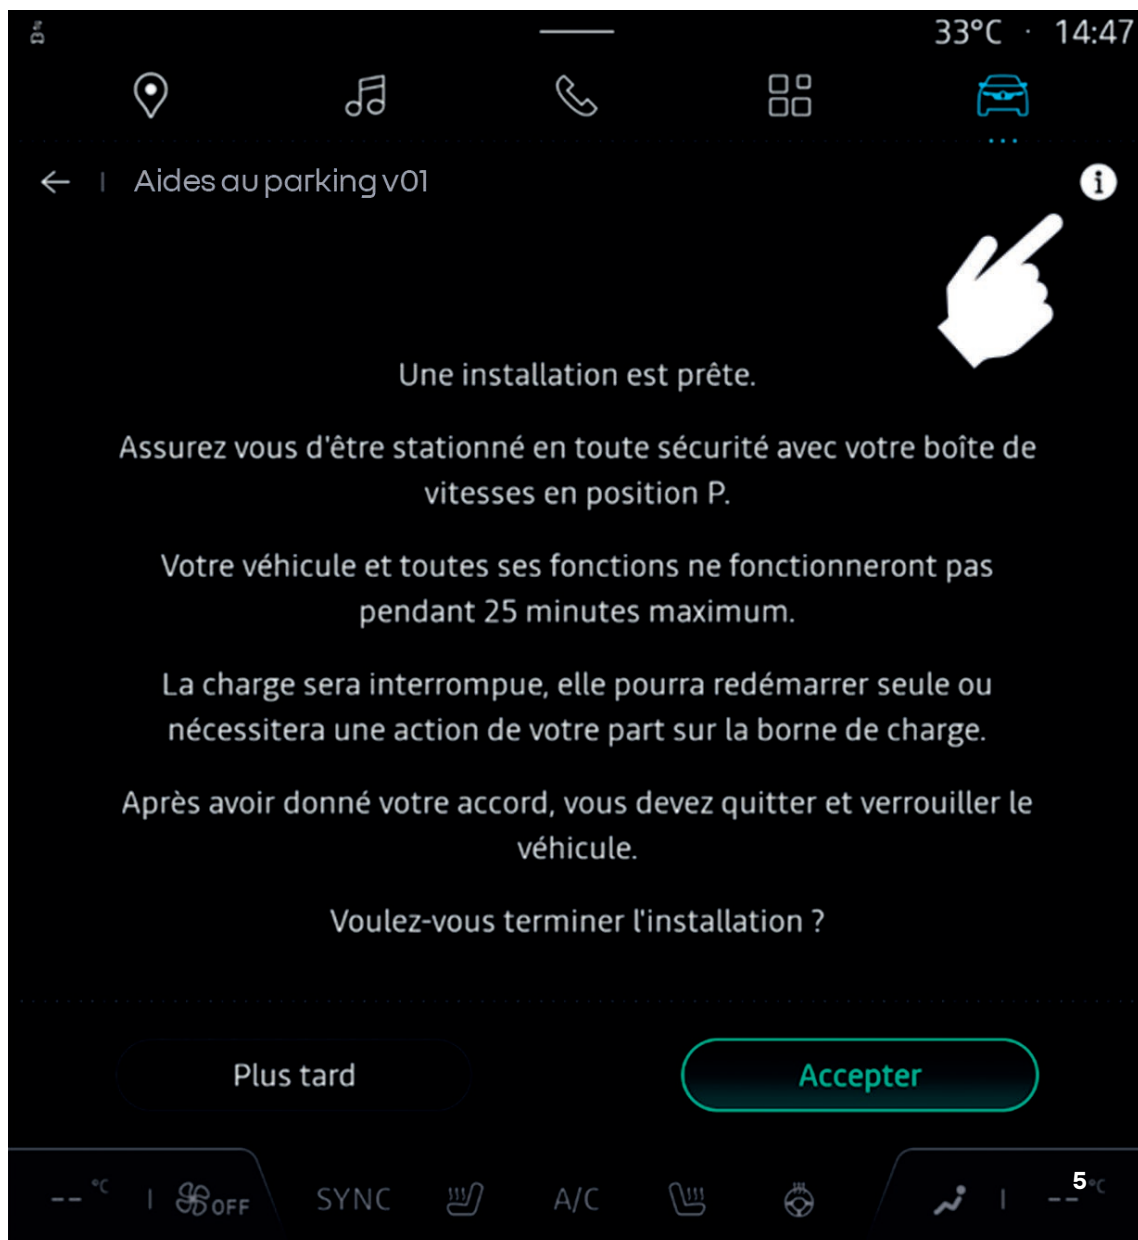 33°C · 14:47
Aides au parking v01
i
Une installation est prête.
Assurez vous d'être stationné en toute sécurité avec votre boîte de
vitesses en position P.
Votre véhicule et toutes ses fonctions ne fonctionneront pas
pendant 25 minutes maximum.
La charge sera interrompue, elle pourra redémarrer seule ou
nécessitera une action de votre part sur la borne de charge.
Après avoir donné votre accord, vous devez quitter et verrouiller le
véhicule.
Voulez-vous terminer l'installation ?
Plus tard Accepter
-- °C OFF SYNC A/C -- °C
5